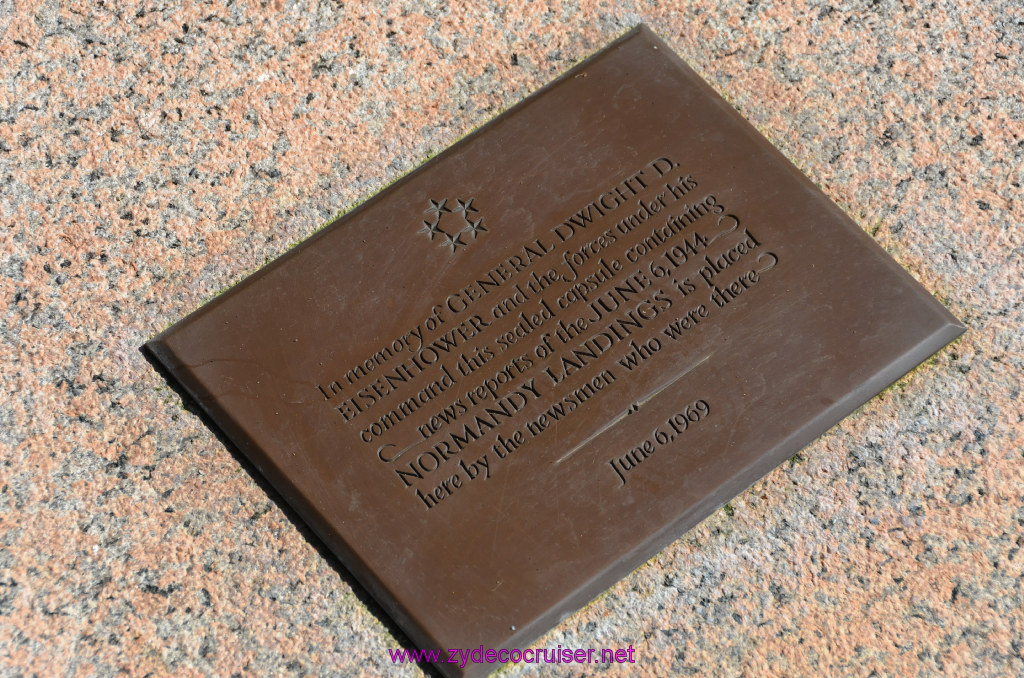 In memory of GENERAL DWIGHT D.
EISENHOWER and the forces under his
command this sealed capsule containing
news reports of the JUNE 6, 1944
NORMANDY LANDINGS is placed
here by the newsmen who were there
June 6, 1969
www.zydecocruiser.net